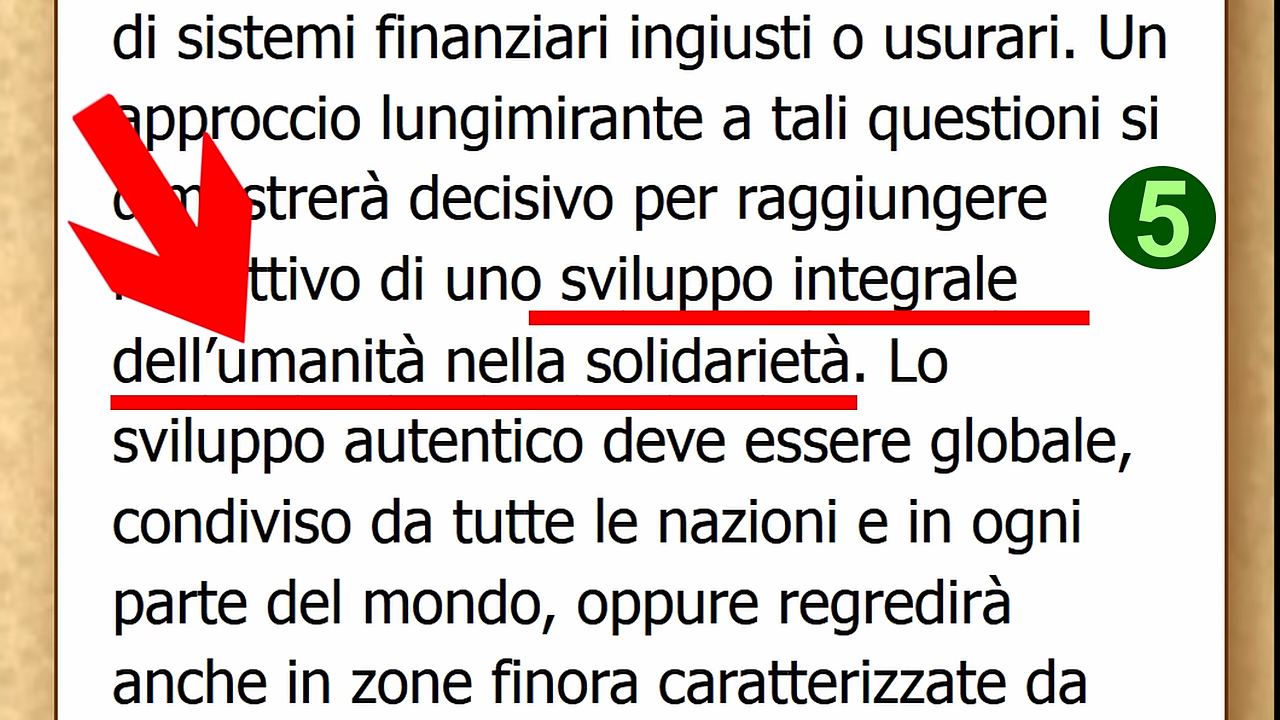 di sistemi finanziari ingiusti o usurari. Un
approccio lungimirante a tali questioni si
decisivo per raggiungere
di uno sviluppo integrale
dell’umanità nella solidarietà. Lo
sviluppo autentico deve essere globale,
condiviso da tutte le nazioni e in ogni
parte del mondo, oppure regredirà
anche in zone finora caratterizzate da
5